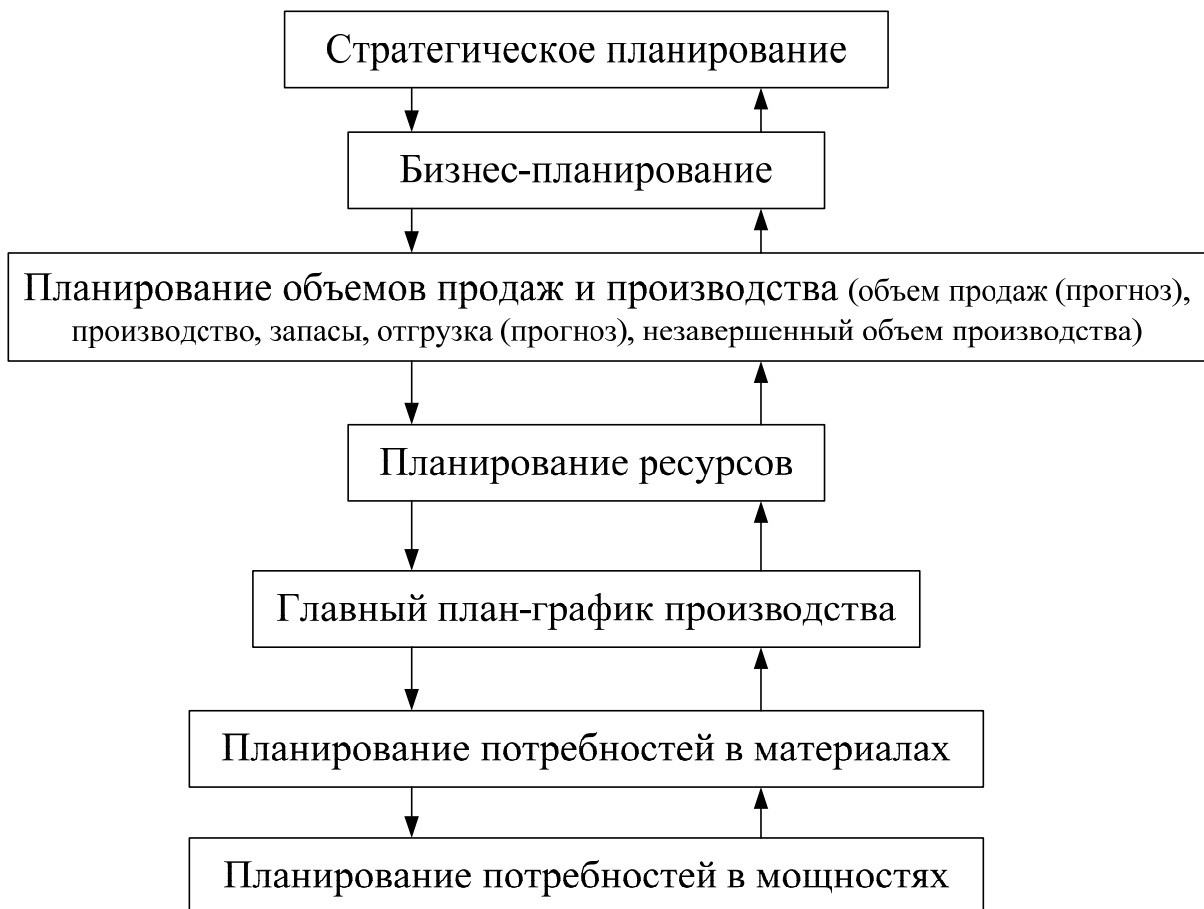 Стратегическое планирование
Бизнес-планирование
Планирование объемов продаж и производства (объем продаж (прогноз),
производство, запасы, отгрузка (прогноз), незавершенный объем производства)
Планирование ресурсов
Главный план-график производства
Планирование потребностей в материалах
Планирование потребностей в мощностях